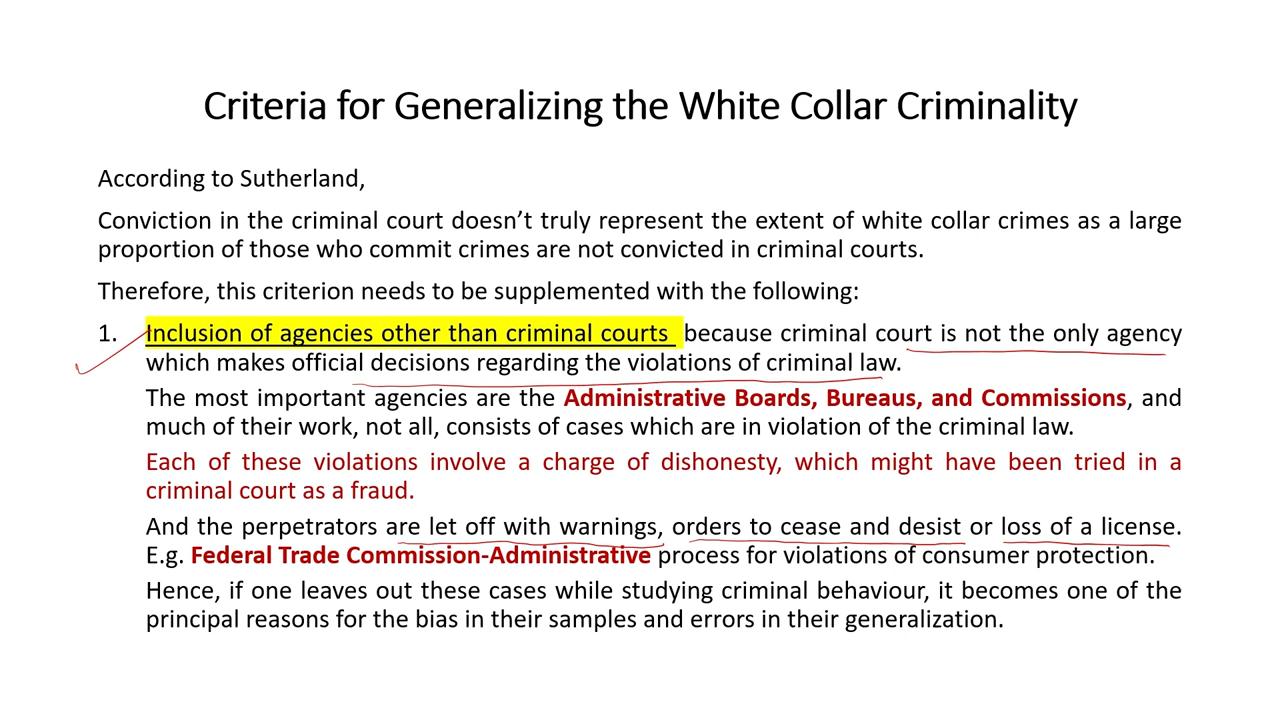 Criteria for Generalizing the White Collar Criminality
According to Sutherland,
Conviction in the criminal court doesn’t truly represent the extent of white collar crimes as a large
proportion of those who commit crimes are not convicted in criminal courts.
Therefore, this criterion needs to be supplemented with the following:
1. Inclusion of agencies other than criminal courts because criminal court is not the only agency
which makes official decisions regarding the violations of criminal law.
The most important agencies are the Administrative Boards, Bureaus, and Commissions, and
much of their work, not all, consists of cases which are in violation of the criminal law.
Each of these violations involve a charge of dishonesty, which might have been tried in a
criminal court as a fraud.
And the perpetrators are let off with warnings, orders to cease and desist or loss of a license.
E.g. Federal Trade Commission-Administrative process for violations of consumer protection.
Hence, if one leaves out these cases while studying criminal behaviour, it becomes one of the
principal reasons for the bias in their samples and errors in their generalization.